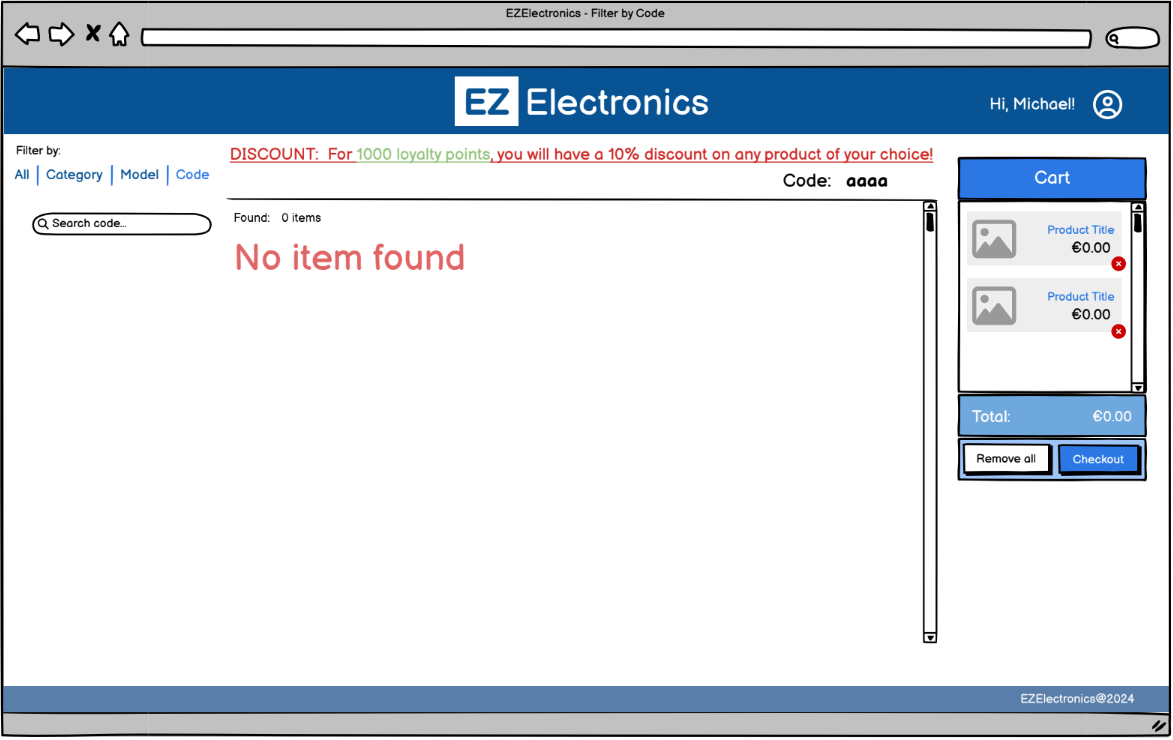 EZElectronics - Filter by Code
EZ Electronics
Hi, Michael!
Filter by:
All | Category | Model | Code
Search code...
DISCOUNT: For 1000 loyalty points, you will have a 10% discount on any product of your choice!
Code: aaaa
Found: 0 items
No item found
Cart
Product Title
€0.00
Product Title
€0.00
Total: €0.00
Remove all
Checkout
EZElectronics@2024